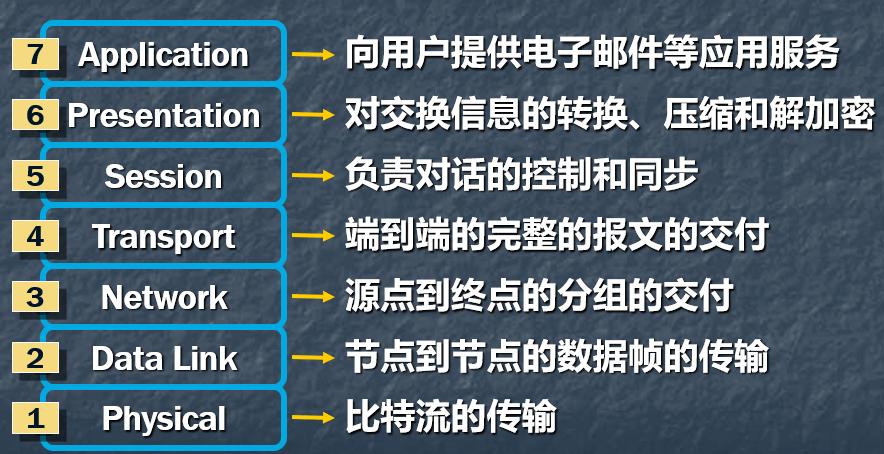 7 Application → 向用户提供电子邮件等应用服务
6 Presentation → 对交换信息的转换、压缩和解加密
5 Session → 负责对话的控制和同步
4 Transport → 端到端的完整的报文的交付
3 Network → 源点到终点的分组的交付
2 Data Link → 节点到节点的数据帧的传输
1 Physical → 比特流的传输